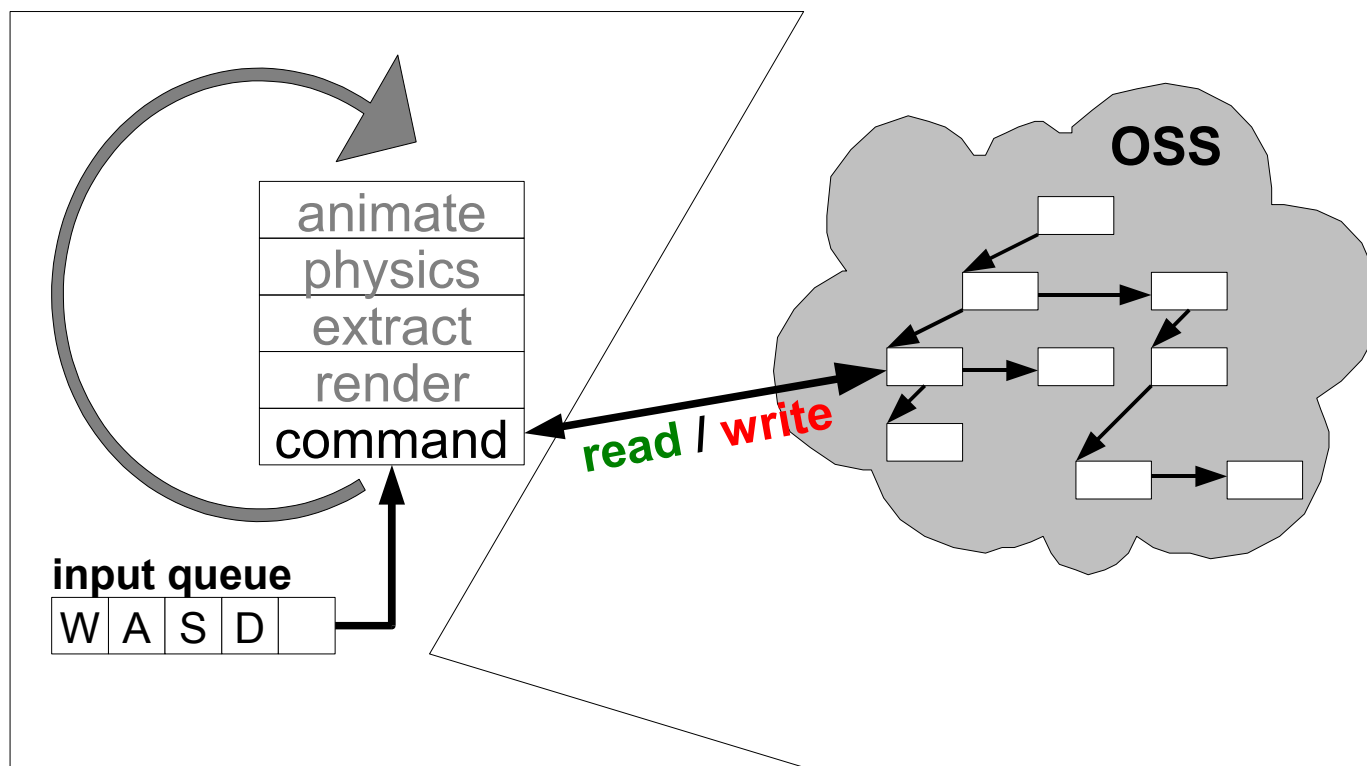 OSS
animate
physics
extract
render
command
read / write
input queue
W A S D